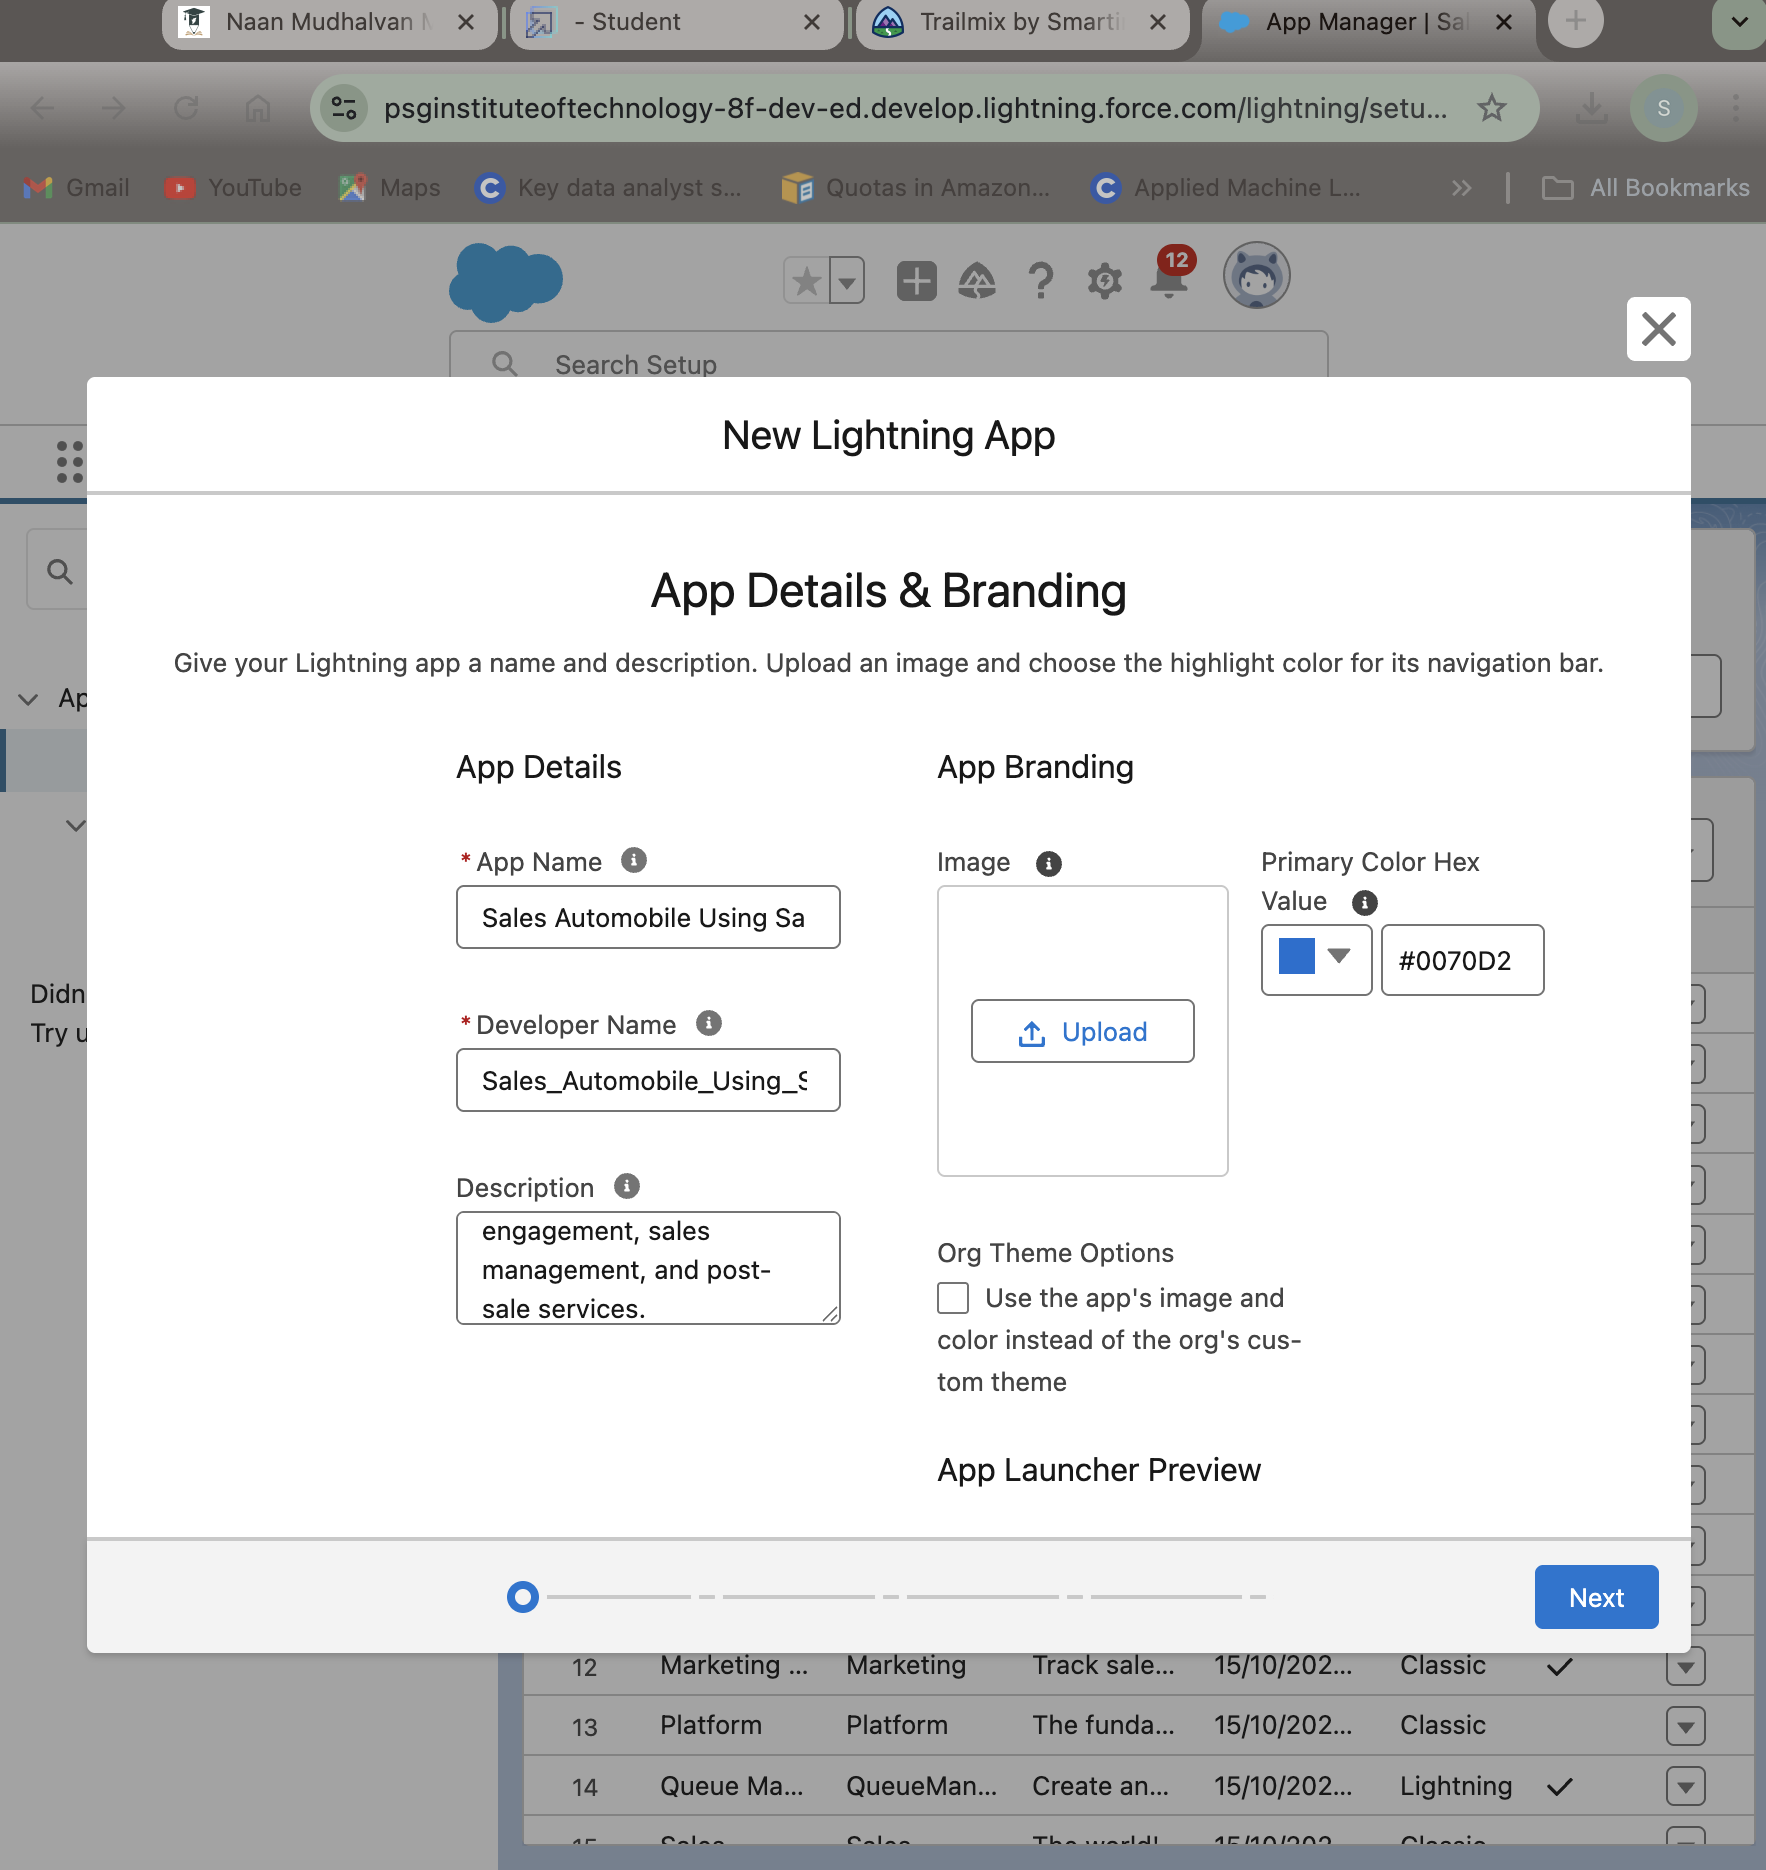 Naan Mudhalvan
- Student
Trailmix by Smarti
App Manager | Sal
psginstituteoftechnology-8f-dev-ed.develop.lightning.force.com/lightning/setu...
S
Gmail
YouTube
Maps
Key data analyst s...
Quotas in Amazon...
Applied Machine L...
All Bookmarks
12
Search Setup
New Lightning App
App Details & Branding
Give your Lightning app a name and description. Upload an image and choose the highlight color for its navigation bar.
Ap
Didn
Try u
App Details
* App Name
Sales Automobile Using Sa
* Developer Name
Sales_Automobile_Using_S
Description
engagement, sales
management, and post-
sale services.
App Branding
Image
Upload
Primary Color Hex
Value
#0070D2
Org Theme Options
Use the app's image and
color instead of the org's cus-
tom theme
App Launcher Preview
Next
12 Marketing ... Marketing Track sale... 15/10/202... Classic
13 Platform Platform The funda... 15/10/202... Classic
14 Queue Ma... QueueMan... Create an... 15/10/202... Lightning
15 Sales Sales The world' 15/10/202... Classic